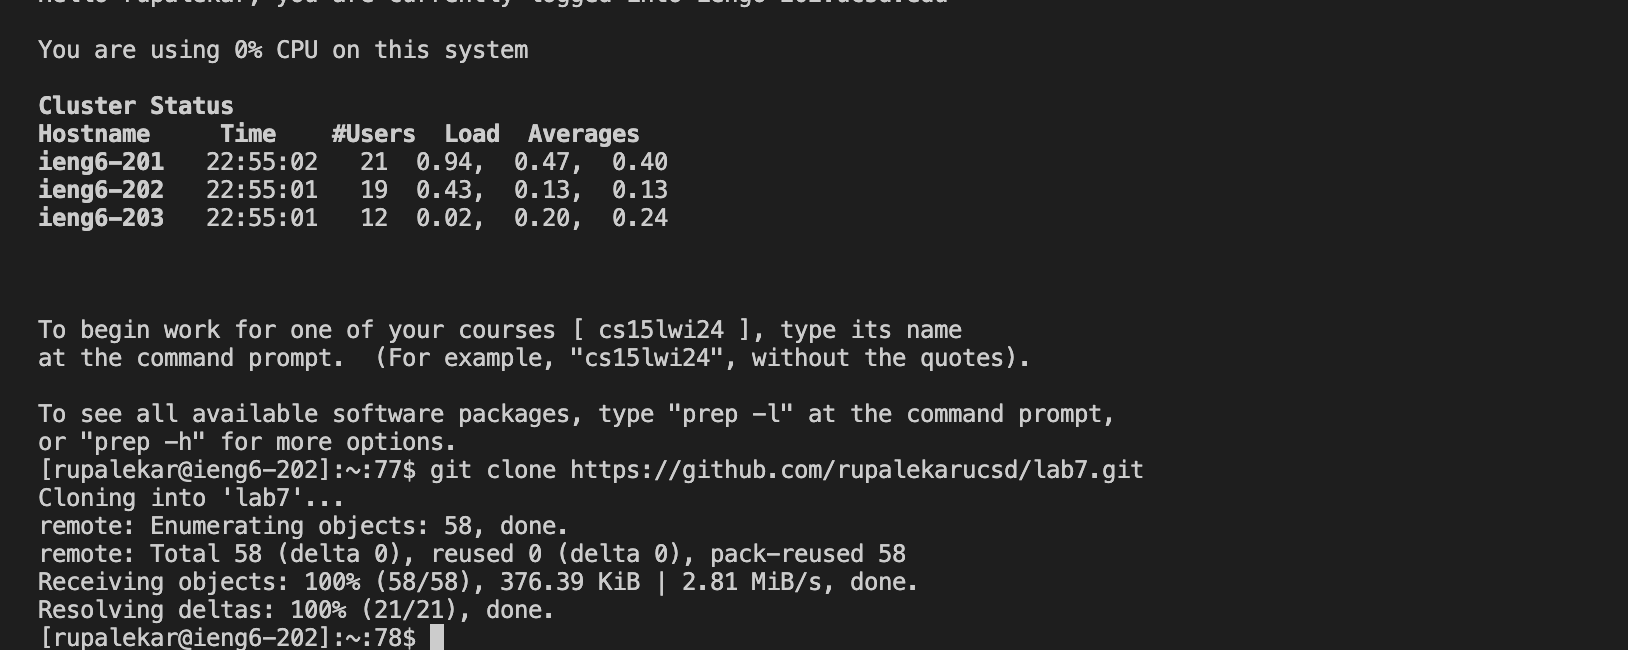 You are using 0% CPU on this system
Cluster Status
Hostname     Time    #Users  Load  Averages
ieng6-201   22:55:02   21  0.94,  0.47,  0.40
ieng6-202   22:55:01   19  0.43,  0.13,  0.13
ieng6-203   22:55:01   12  0.02,  0.20,  0.24
To begin work for one of your courses [ cs15lwi24 ], type its name
at the command prompt.  (For example, "cs15lwi24", without the quotes).
To see all available software packages, type "prep -l" at the command prompt,
or "prep -h" for more options.
[rupalekar@ieng6-202]:~:77$ git clone https://github.com/rupalekarucsd/lab7.git
Cloning into 'lab7'...
remote: Enumerating objects: 58, done.
remote: Total 58 (delta 0), reused 0 (delta 0), pack-reused 58
Receiving objects: 100% (58/58), 376.39 KiB | 2.81 MiB/s, done.
Resolving deltas: 100% (21/21), done.
[rupalekar@ieng6-202]:~:78$